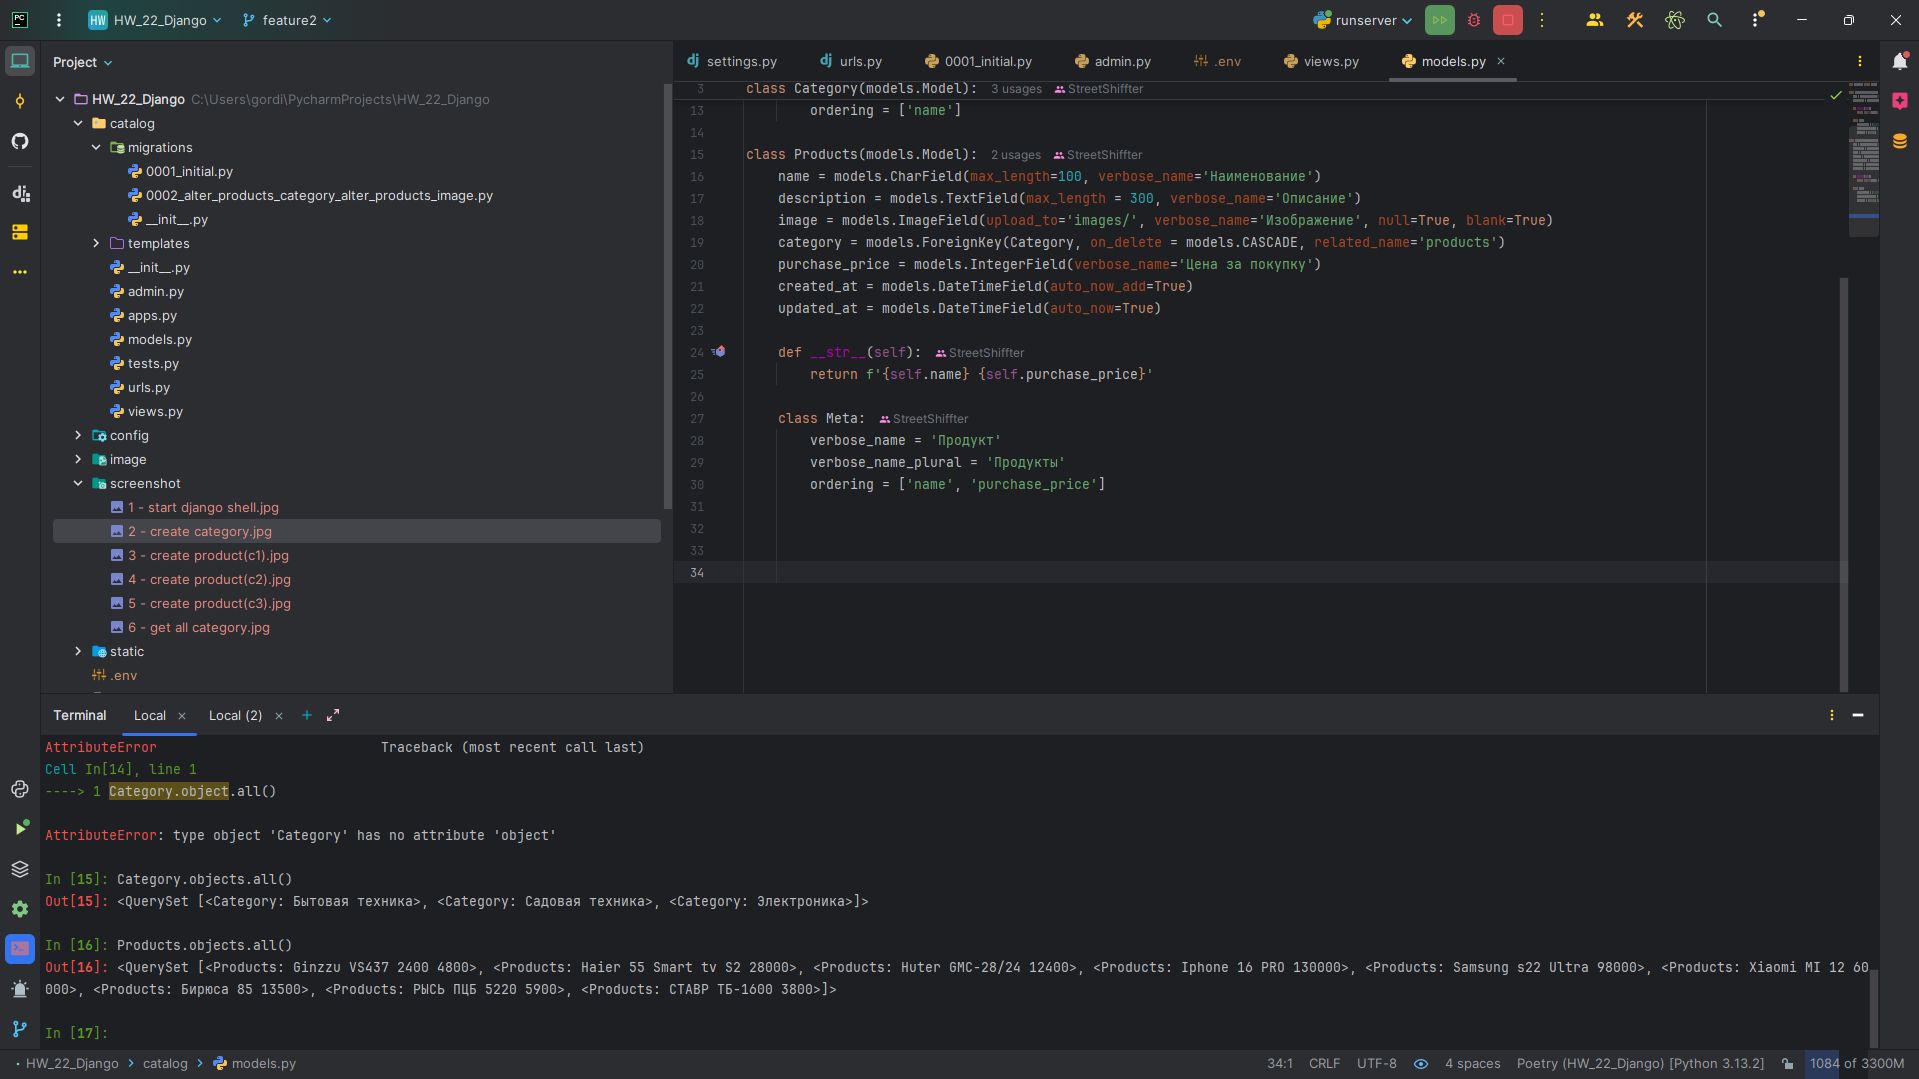 PC
HW HW_22_Django
feature2
runserver
Project
HW_22_Django C:\Users\gordi\PycharmProjects\HW_22_Django
catalog
migrations
0001_initial.py
0002_alter_products_category_alter_products_image.py
__init__.py
templates
__init__.py
admin.py
apps.py
models.py
tests.py
urls.py
views.py
config
image
screenshot
1 - start django shell.jpg
2 - create category.jpg
3 - create product(c1).jpg
4 - create product(c2).jpg
5 - create product(c3).jpg
6 - get all category.jpg
static
.env
dj settings.py dj urls.py 0001_initial.py admin.py .env views.py models.py
3 class Category(models.Model): 3 usages StreetShiffter
13 ordering = ['name']
14
15 class Products(models.Model): 2 usages StreetShiffter
16 name = models.CharField(max_length=100, verbose_name='Наименование')
17 description = models.TextField(max_length = 300, verbose_name='Описание')
18 image = models.ImageField(upload_to='images/', verbose_name='Изображение', null=True, blank=True)
19 category = models.ForeignKey(Category, on_delete = models.CASCADE, related_name='products')
20 purchase_price = models.IntegerField(verbose_name='Цена за покупку')
21 created_at = models.DateTimeField(auto_now_add=True)
22 updated_at = models.DateTimeField(auto_now=True)
23
24 def __str__(self): StreetShiffter
25 return f'{self.name} {self.purchase_price}'
26
27 class Meta: StreetShiffter
28 verbose_name = 'Продукт'
29 verbose_name_plural = 'Продукты'
30 ordering = ['name', 'purchase_price']
31
32
33
34
Terminal Local Local (2)
AttributeError Traceback (most recent call last)
Cell In[14], line 1
----> 1 Category.object.all()
AttributeError: type object 'Category' has no attribute 'object'
In [15]: Category.objects.all()
Out[15]: <QuerySet [<Category: Бытовая техника>, <Category: Садовая техника>, <Category: Электроника>]>
In [16]: Products.objects.all()
Out[16]: <QuerySet [<Products: Ginzzu VS437 2400 4800>, <Products: Haier 55 Smart tv S2 28000>, <Products: Huter GMC-28/24 12400>, <Products: Iphone 16 PRO 130000>, <Products: Samsung s22 Ultra 98000>, <Products: Xiaomi MI 12 60
000>, <Products: Бирюса 85 13500>, <Products: РЫСЬ ПЦБ 5220 5900>, <Products: СТАВР ТБ-1600 3800>]>
In [17]:
HW_22_Django catalog models.py
34:1 CRLF UTF-8 4 spaces Poetry (HW_22_Django) [Python 3.13.2] 1084 of 3300M